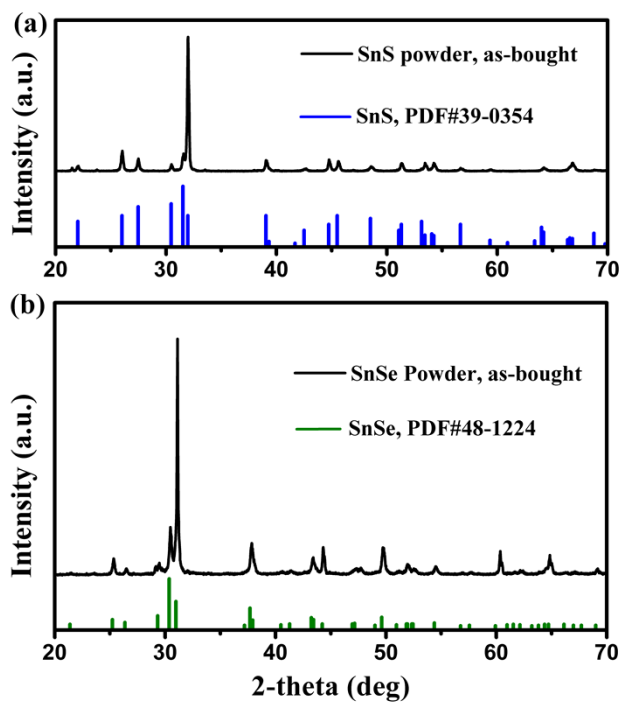 (a)
SnS powder, as-bought
SnS, PDF#39-0354
Intensity (a.u.)
20 30 40 50 60 70
(b)
SnSe Powder, as-bought
SnSe, PDF#48-1224
Intensity (a.u.)
20 30 40 50 60 70
2-theta (deg)